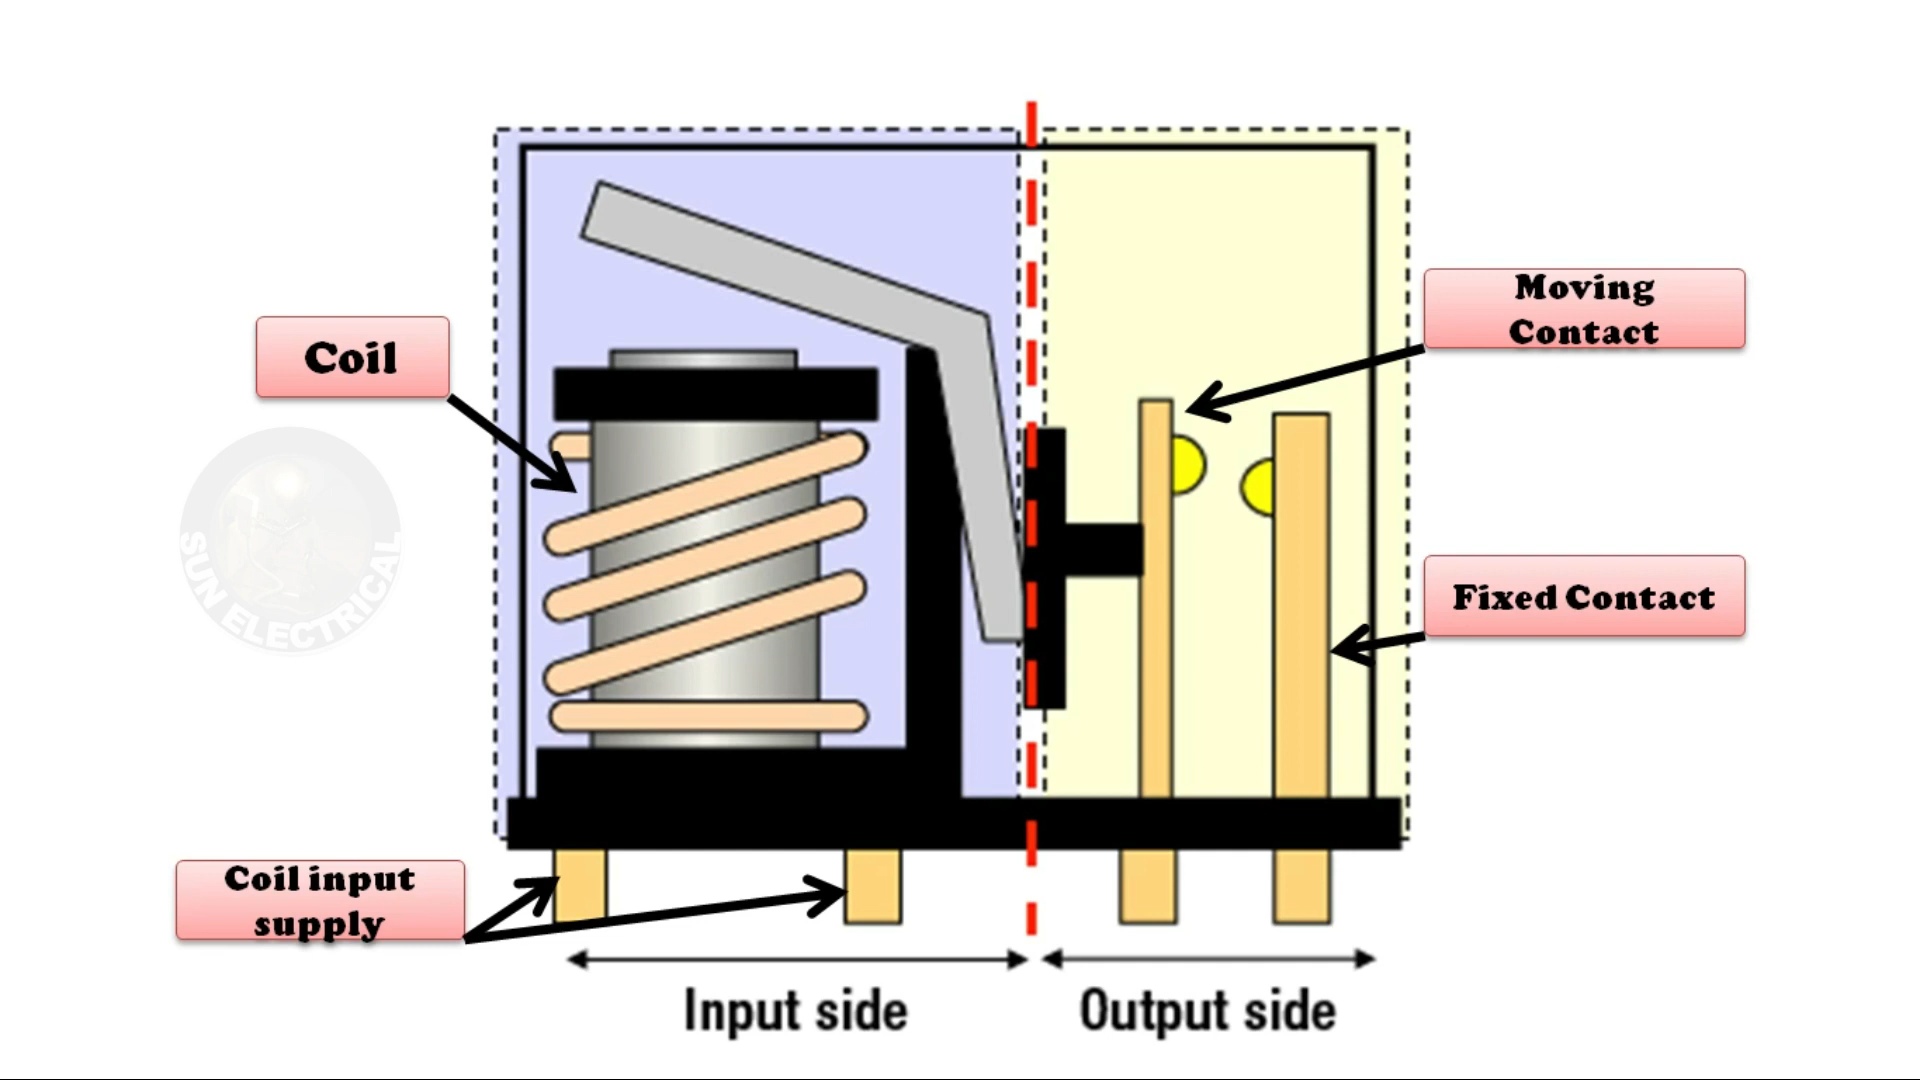 Moving
Contact
Coil
SUN ELECTRICAL
Fixed Contact
Coil input
supply
Input side
Output side